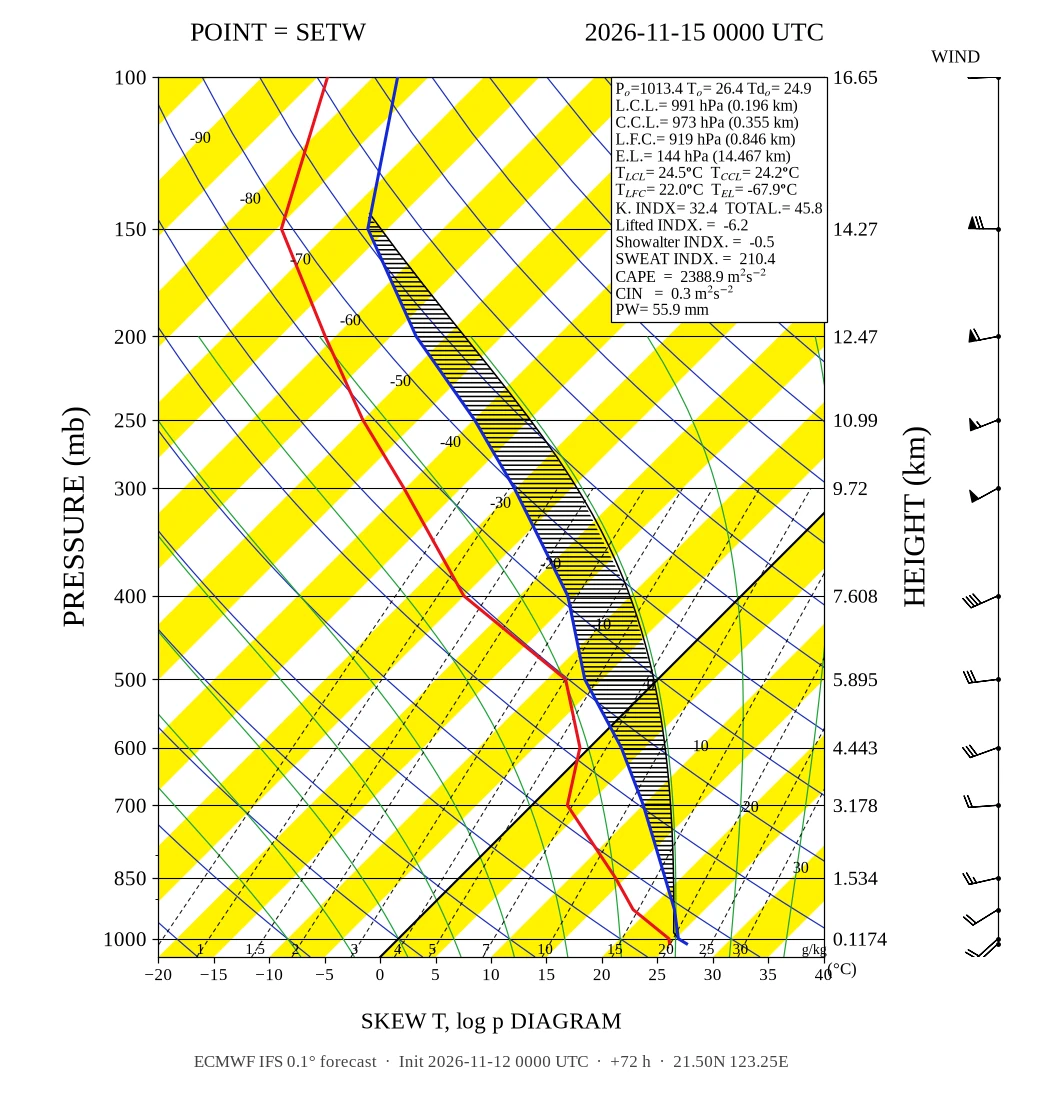 POINT = SETW
2026-11-15 0000 UTC
WIND
P₀=1013.4 T₀= 26.4 Td₀= 24.9
L.C.L.= 991 hPa (0.196 km)
C.C.L.= 973 hPa (0.355 km)
L.F.C.= 919 hPa (0.846 km)
E.L.= 144 hPa (14.467 km)
T_LCL= 24.5°C T_CCL= 24.2°C
T_LFC= 22.0°C T_EL= -67.9°C
K. INDX= 32.4 TOTAL.= 45.8
Lifted INDX. = -6.2
Showalter INDX. = -0.5
SWEAT INDX. = 210.4
CAPE = 2388.9 m²s⁻²
CIN = 0.3 m²s⁻²
PW= 55.9 mm
PRESSURE (mb)
100
150
200
250
300
400
500
600
700
850
1000
-90
-80
-70
-60
-50
-40
-30
-20
-10
0
10
20
30
16.65
14.27
12.47
10.99
9.72
7.608
5.895
4.443
3.178
1.534
0.1174
HEIGHT (km)
1 1.5 2 3 4 5 7 10 15 20 25 30 g/kg
−20 −15 −10 −5 0 5 10 15 20 25 30 35 40 (°C)
SKEW T, log p DIAGRAM
ECMWF IFS 0.1° forecast · Init 2026-11-12 0000 UTC · +72 h · 21.50N 123.25E